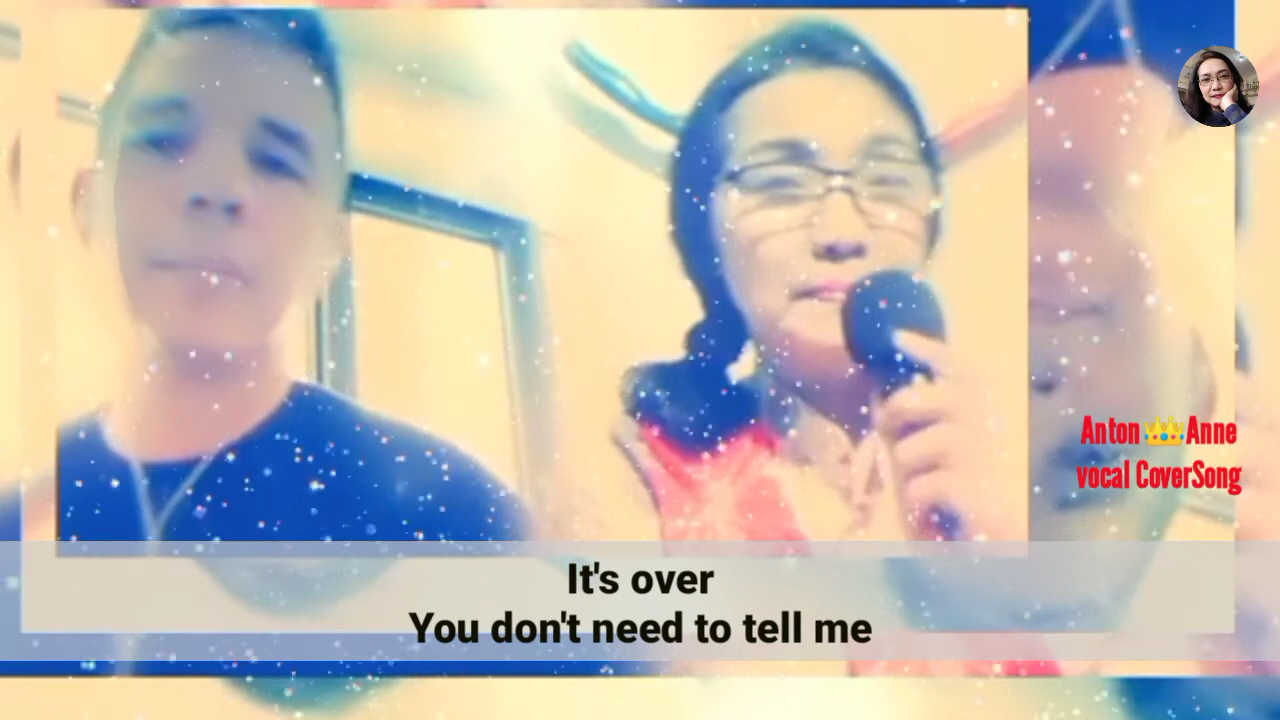 Anton 👑👑Anne
vocal CoverSong
It's over
You don't need to tell me